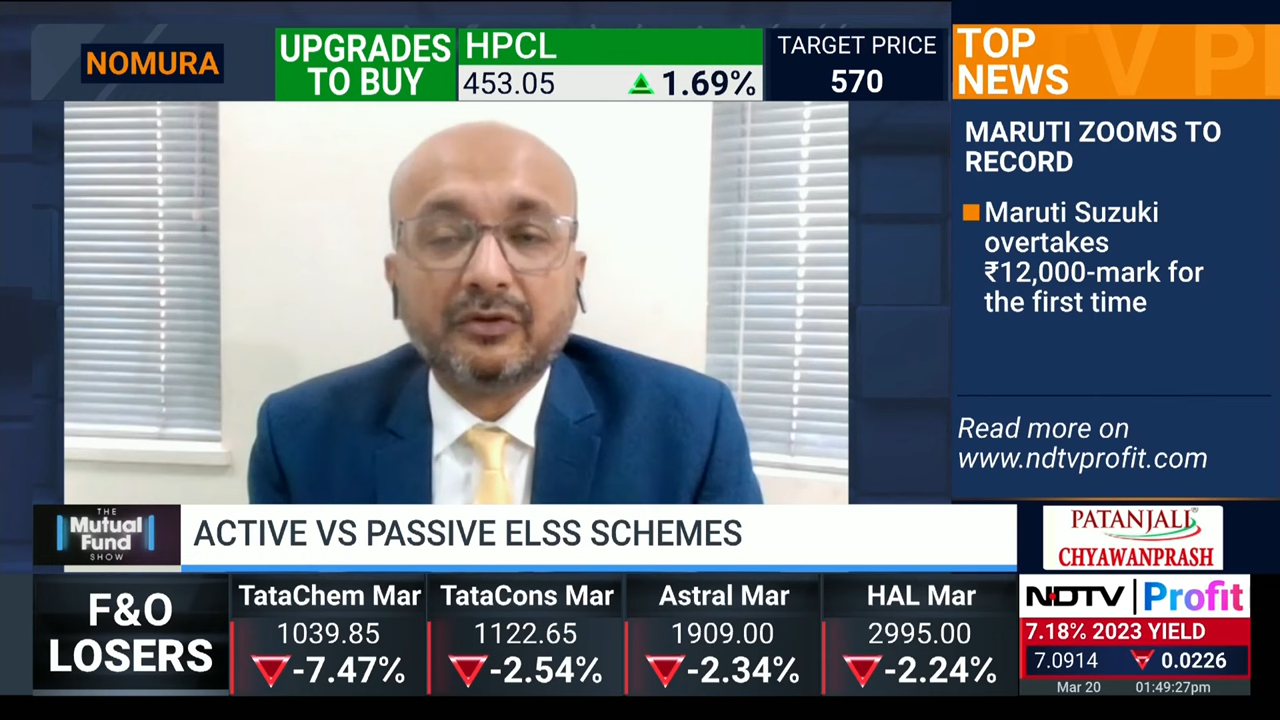 NOMURA
UPGRADES
TO BUY
HPCL
453.05 1.69%
TARGET PRICE
570
TOP
NEWS
MARUTI ZOOMS TO
RECORD
Maruti Suzuki
overtakes
₹12,000-mark for
the first time
Read more on
www.ndtvprofit.com
THE
Mutual
Fund
SHOW
ACTIVE VS PASSIVE ELSS SCHEMES
PATANJALI
CHYAWANPRASH
F&O
LOSERS
TataChem Mar
1039.85
-7.47%
TataCons Mar
1122.65
-2.54%
Astral Mar
1909.00
-2.34%
HAL Mar
2995.00
-2.24%
NDTV Profit
7.18% 2023 YIELD
7.0914 0.0226
Mar 20 01:49:27pm